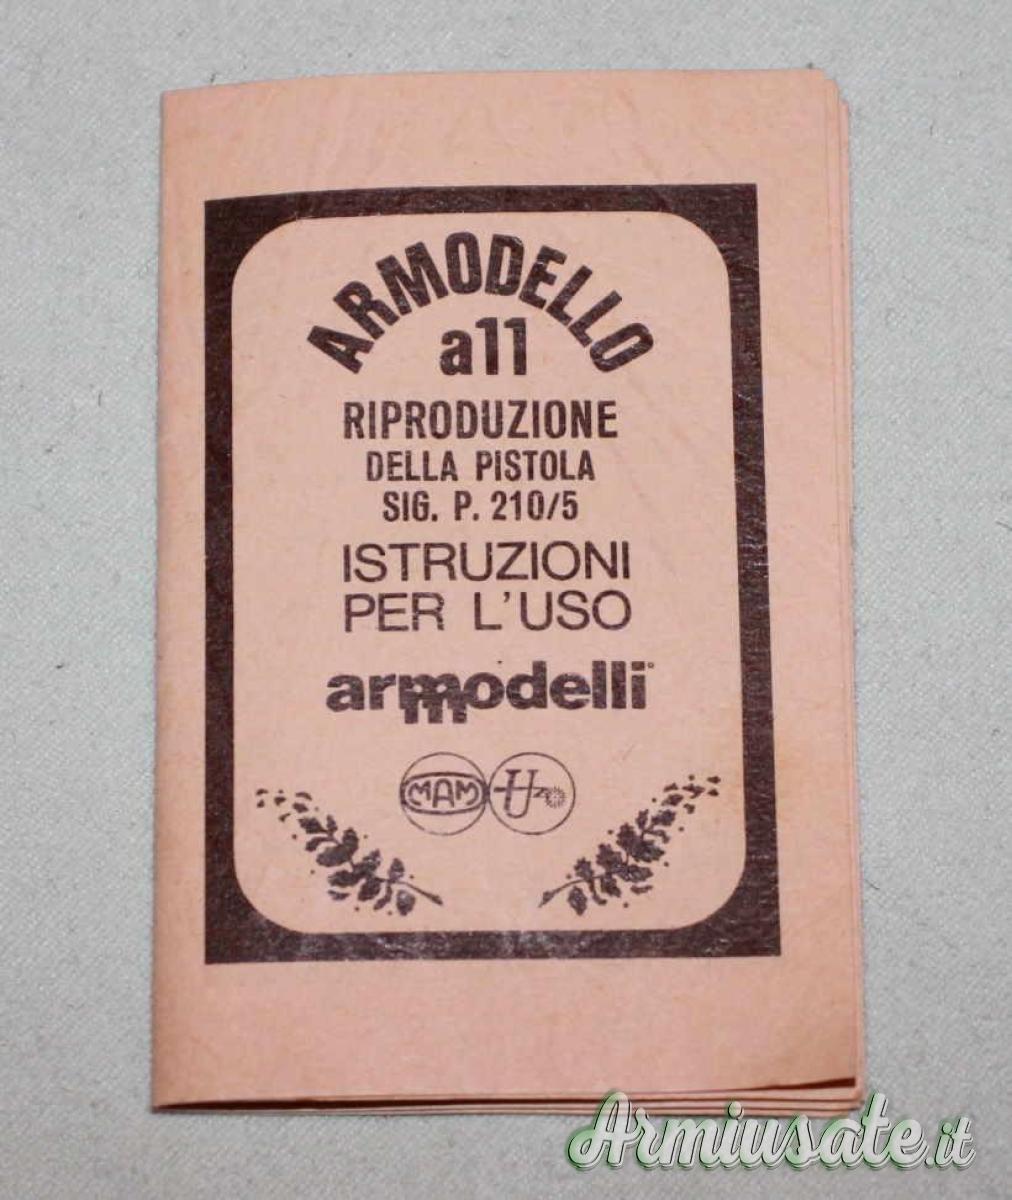 ARMODELLO
a11
RIPRODUZIONE
DELLA PISTOLA
SIG. P. 210/5
ISTRUZIONI
PER L'USO
armodelli
MAM
Armiusate.it